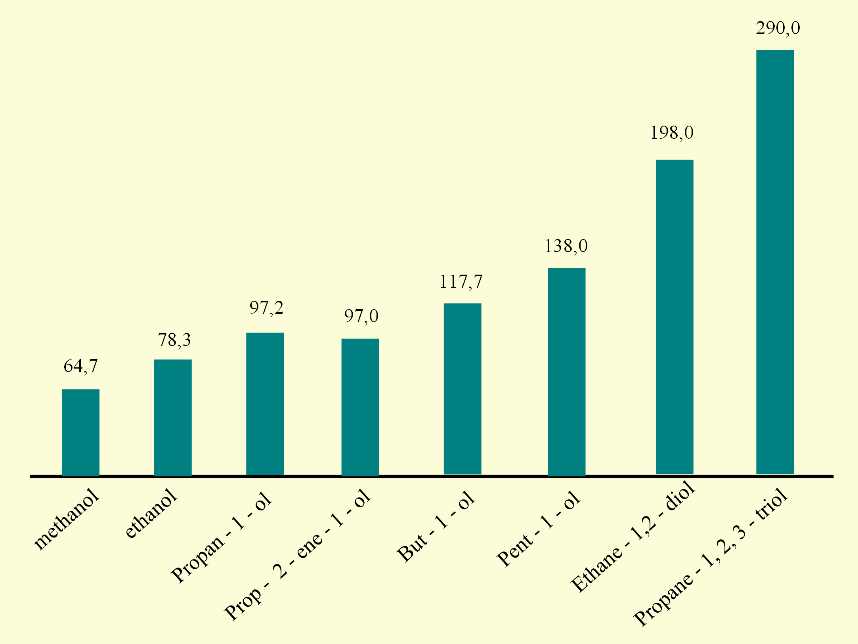 290,0
198,0
138,0
117,7
97,2
97,0
78,3
64,7
methanol
ethanol
Propan - 1 - ol
Prop - 2 - ene - 1 - ol
But - 1 - ol
Pent - 1 - ol
Ethane - 1,2 - diol
Propane - 1, 2, 3 - triol